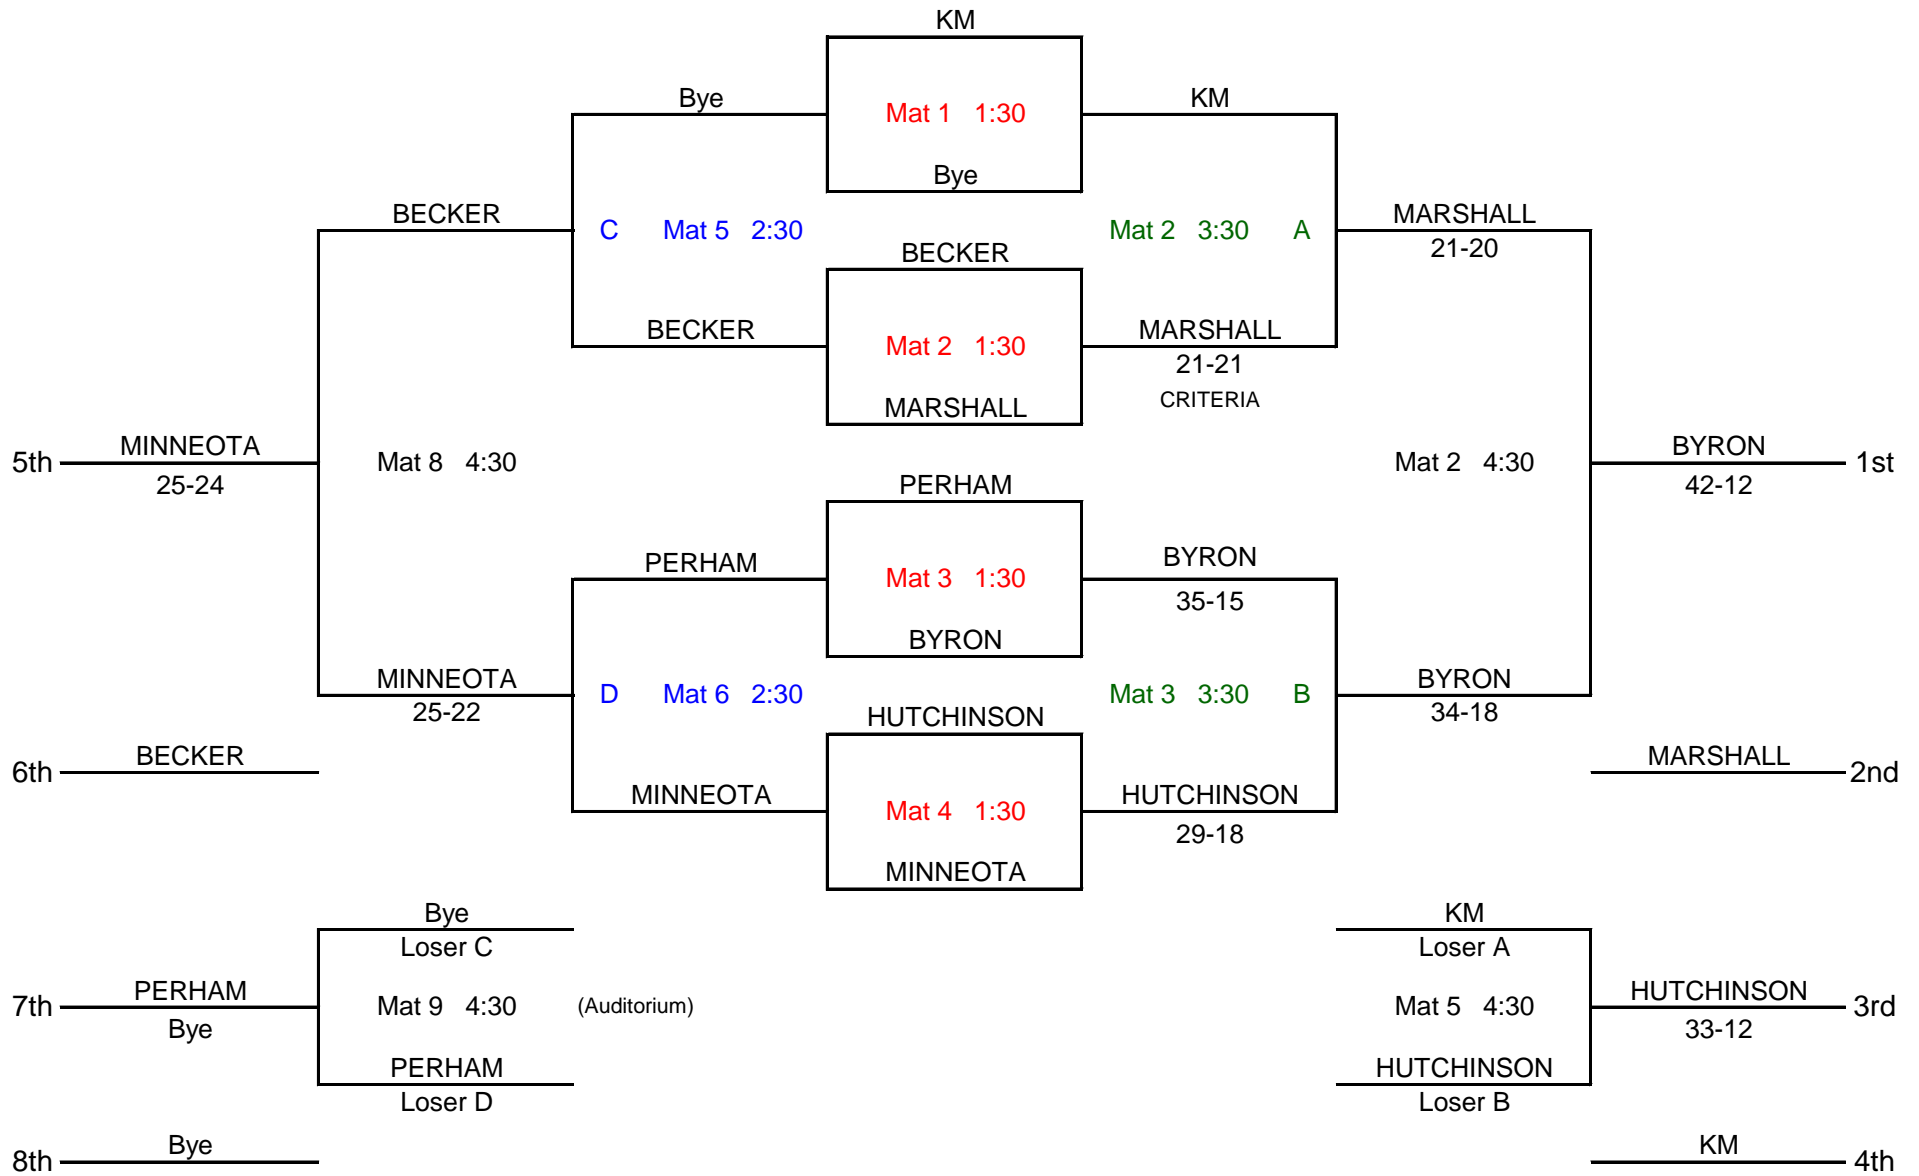 KM
Bye
Mat 1 1:30
KM
Bye
BECKER
C Mat 5 2:30
Mat 2 3:30 A
MARSHALL
21-20
BECKER
BECKER
Mat 2 1:30
MARSHALL
21-21
CRITERIA
MARSHALL
5th
MINNEOTA
25-24
Mat 8 4:30
Mat 2 4:30
BYRON
42-12
1st
PERHAM
PERHAM
Mat 3 1:30
BYRON
35-15
BYRON
MINNEOTA
25-22
D Mat 6 2:30
Mat 3 3:30 B
BYRON
34-18
HUTCHINSON
6th
BECKER
MARSHALL
2nd
MINNEOTA
Mat 4 1:30
HUTCHINSON
29-18
MINNEOTA
Bye
Loser C
KM
Loser A
7th
PERHAM
Bye
Mat 9 4:30
(Auditorium)
Mat 5 4:30
HUTCHINSON
33-12
3rd
PERHAM
Loser D
HUTCHINSON
Loser B
8th
Bye
KM
4th